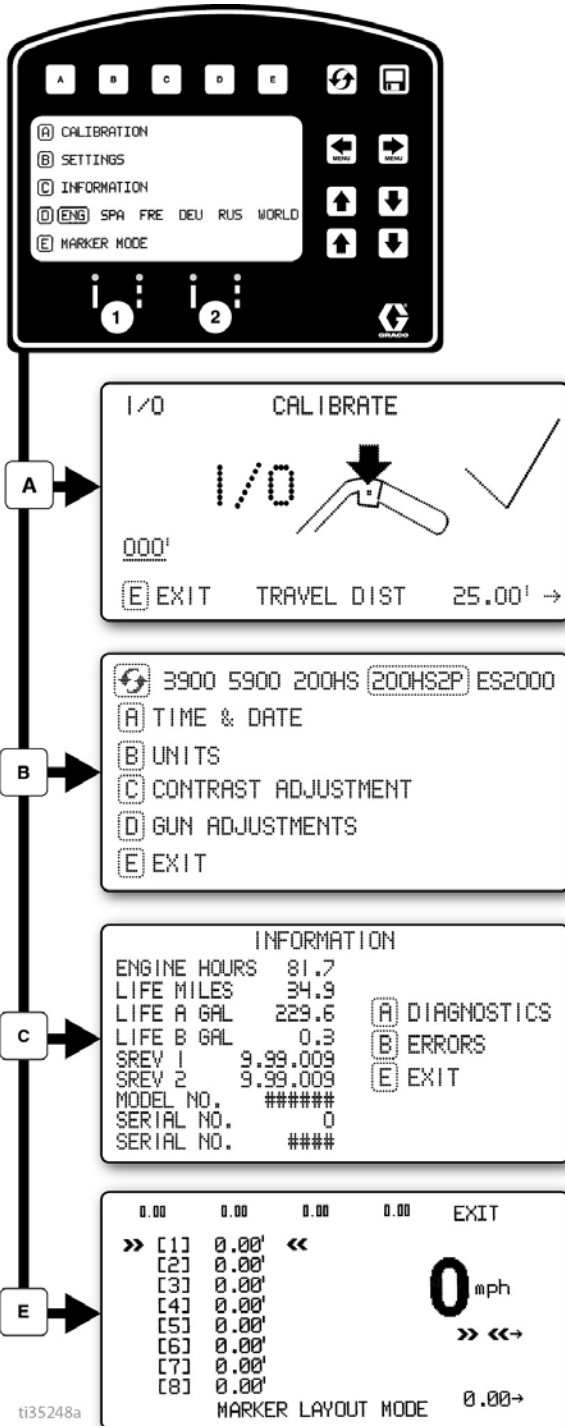 A B C D E
A CALIBRATION
B SETTINGS
C INFORMATION
D ENG SPA FRE DEU RUS WORLD
E MARKER MODE
MENU MENU
1 2
GRACO
A
I/O CALIBRATE
I/O
000'
E EXIT TRAVEL DIST 25.00' →
B
3900 5900 200HS 200HS2P ES2000
A TIME & DATE
B UNITS
C CONTRAST ADJUSTMENT
D GUN ADJUSTMENTS
E EXIT
C
INFORMATION
ENGINE HOURS 81.7
LIFE MILES 34.9
LIFE A GAL 229.6
LIFE B GAL 0.3
SREV 1 9.99.009
SREV 2 9.99.009
MODEL NO. ######
SERIAL NO. 0
SERIAL NO. ####
A DIAGNOSTICS
B ERRORS
E EXIT
E
0.00 0.00 0.00 0.00 EXIT
» [1] 0.00' «
[2] 0.00'
[3] 0.00'
[4] 0.00'
[5] 0.00'
[6] 0.00'
[7] 0.00'
[8] 0.00'
0 mph
» «→
MARKER LAYOUT MODE 0.00→
ti35248a